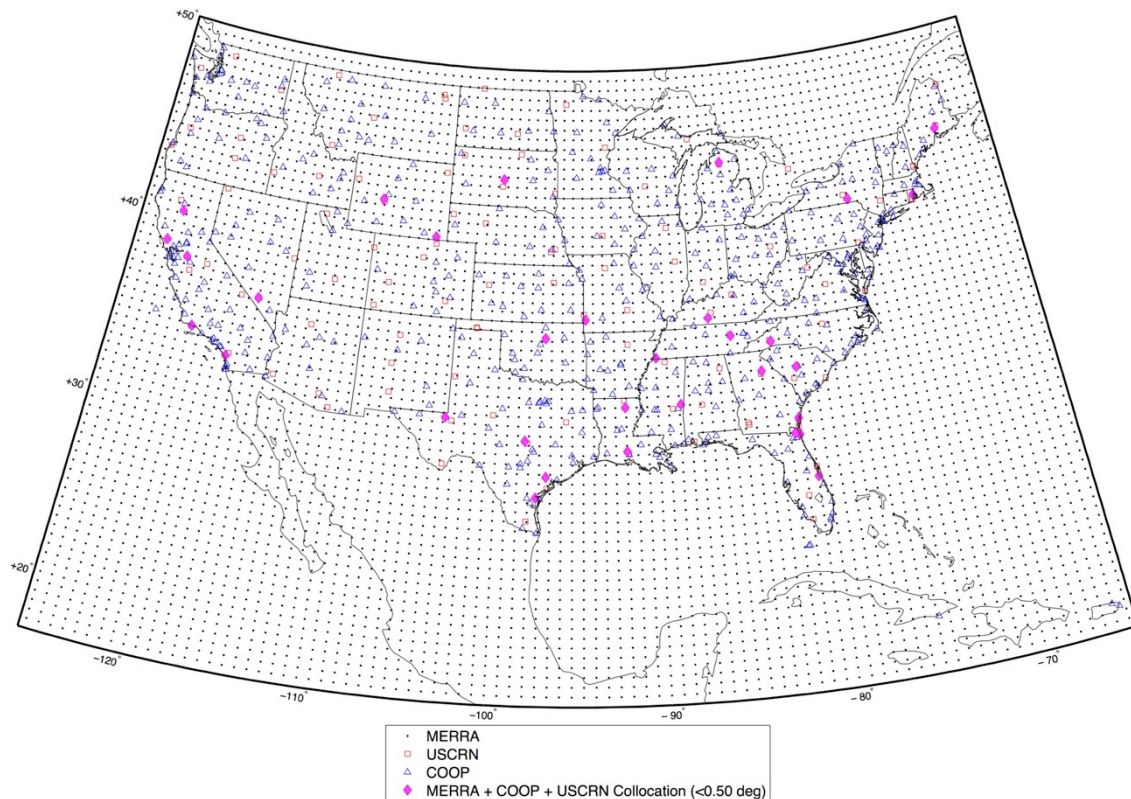 +50°
+40°
+30°
+20°
−120°
−110°
−100°
−90°
−80°
−70°
MERRA
USCRN
COOP
MERRA + COOP + USCRN Collocation (<0.50 deg)